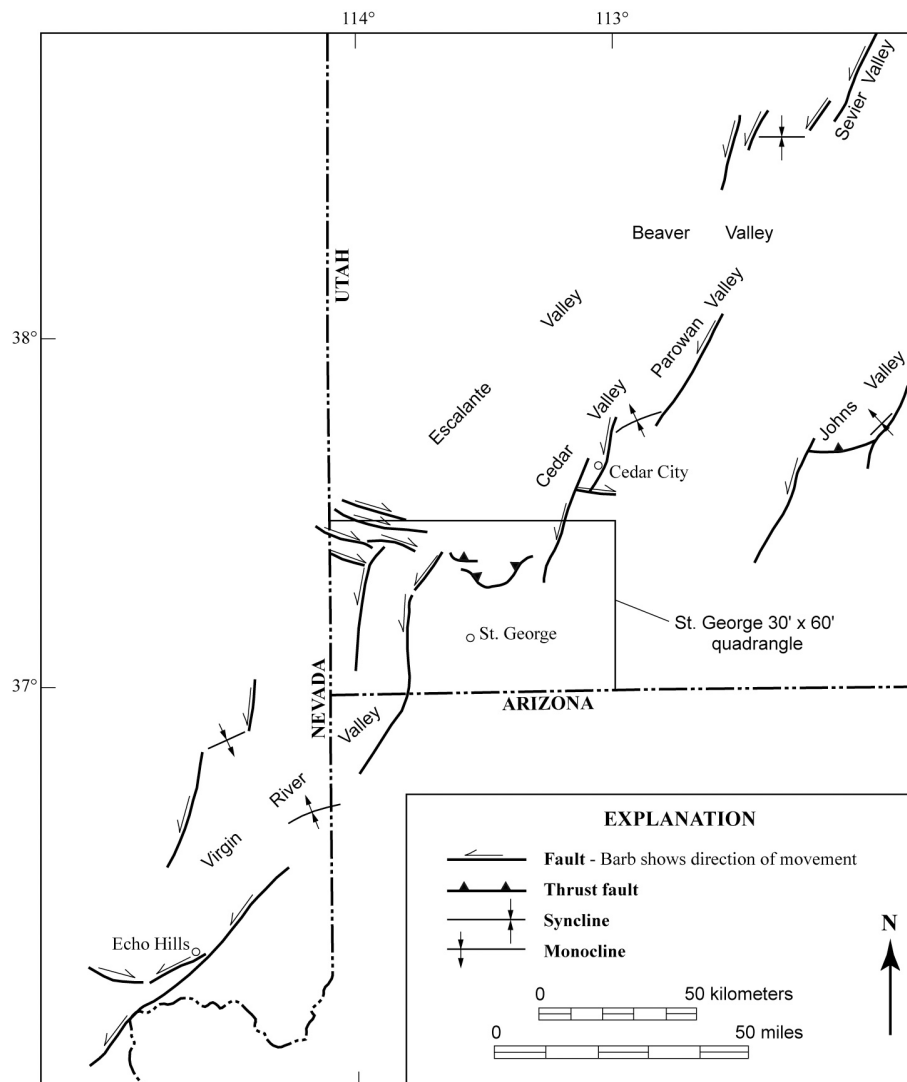 114°
113°
Sevier Valley
Beaver Valley
UTAH
Escalante Valley
38°
Parowan Valley
Johns Valley
Cedar Valley
Cedar City
St. George 30' x 60'
quadrangle
St. George
37°
NEVADA
ARIZONA
Virgin River Valley
Echo Hills
EXPLANATION
Fault - Barb shows direction of movement
Thrust fault
Syncline
Monocline
N
0 50 kilometers
0 50 miles